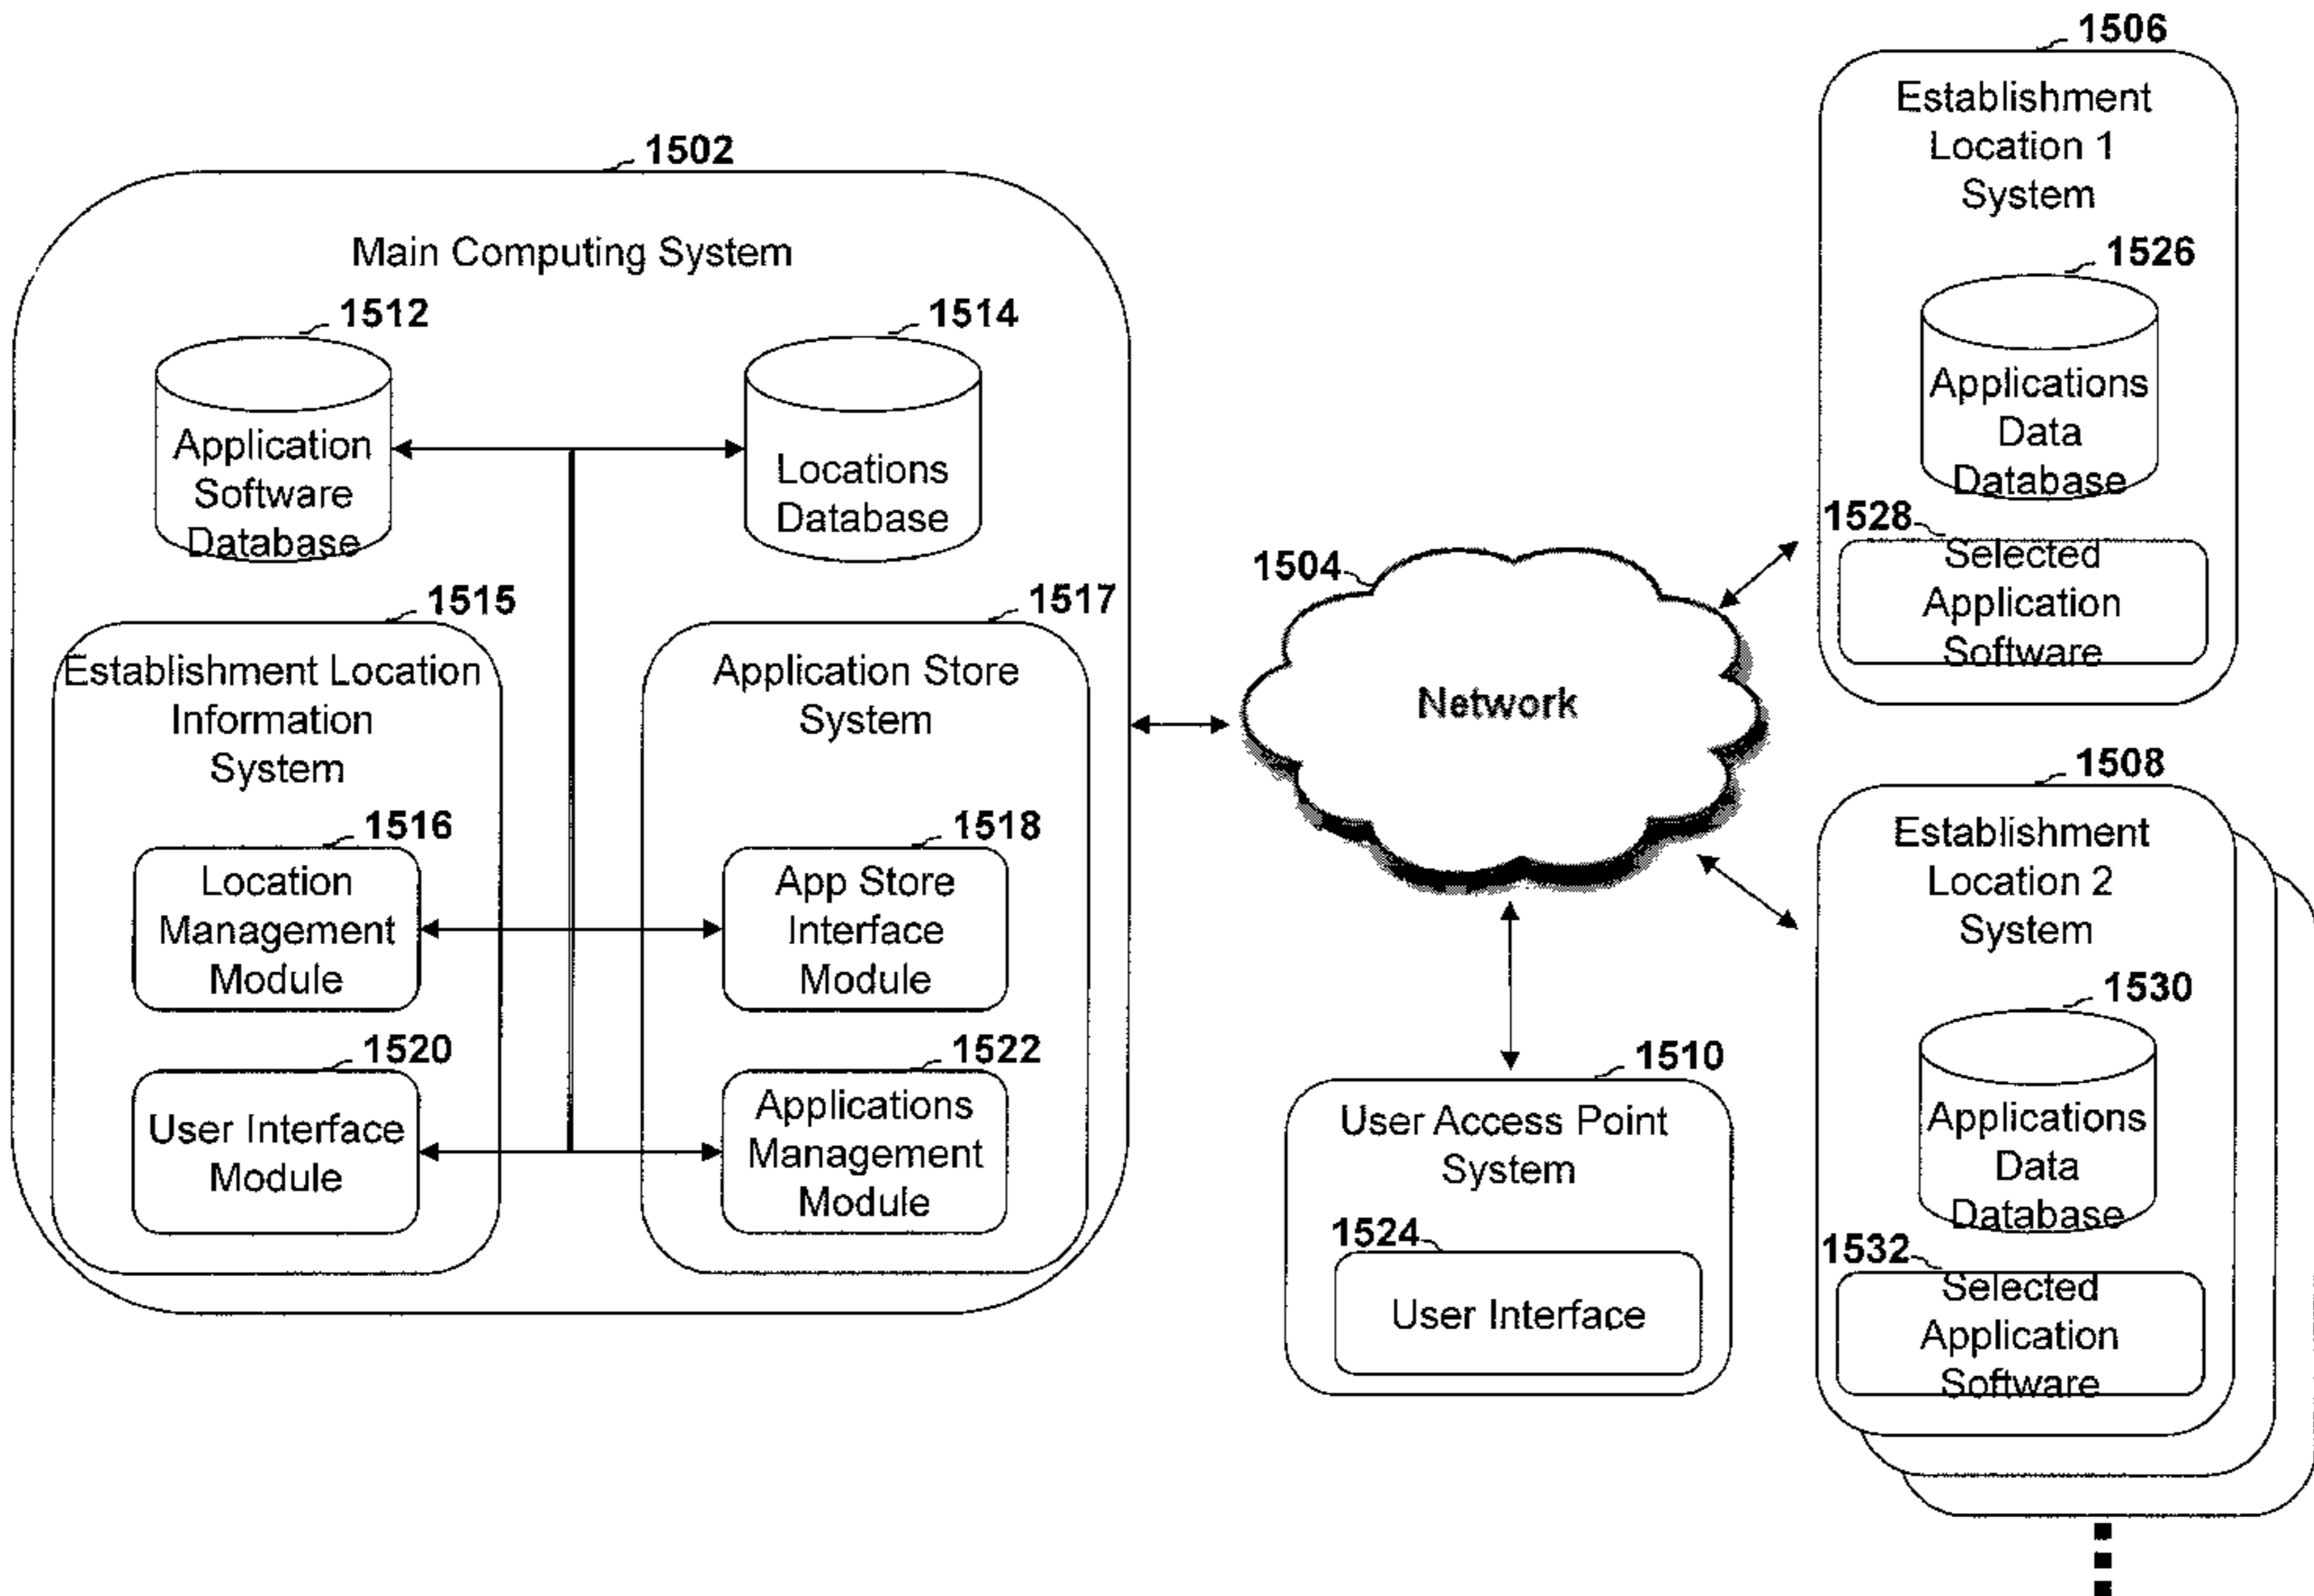 1502
Main Computing System
1512
Application
Software
Database
1514
Locations
Database
1515
Establishment Location
Information
System
1516
Location
Management
Module
1520
User Interface
Module
1517
Application Store
System
1518
App Store
Interface
Module
1522
Applications
Management
Module
1504
Network
1510
User Access Point
System
1524
User Interface
1506
Establishment
Location 1
System
1526
Applications
Data
Database
1528
Selected
Application
Software
1508
Establishment
Location 2
System
1530
Applications
Data
Database
1532
Selected
Application
Software